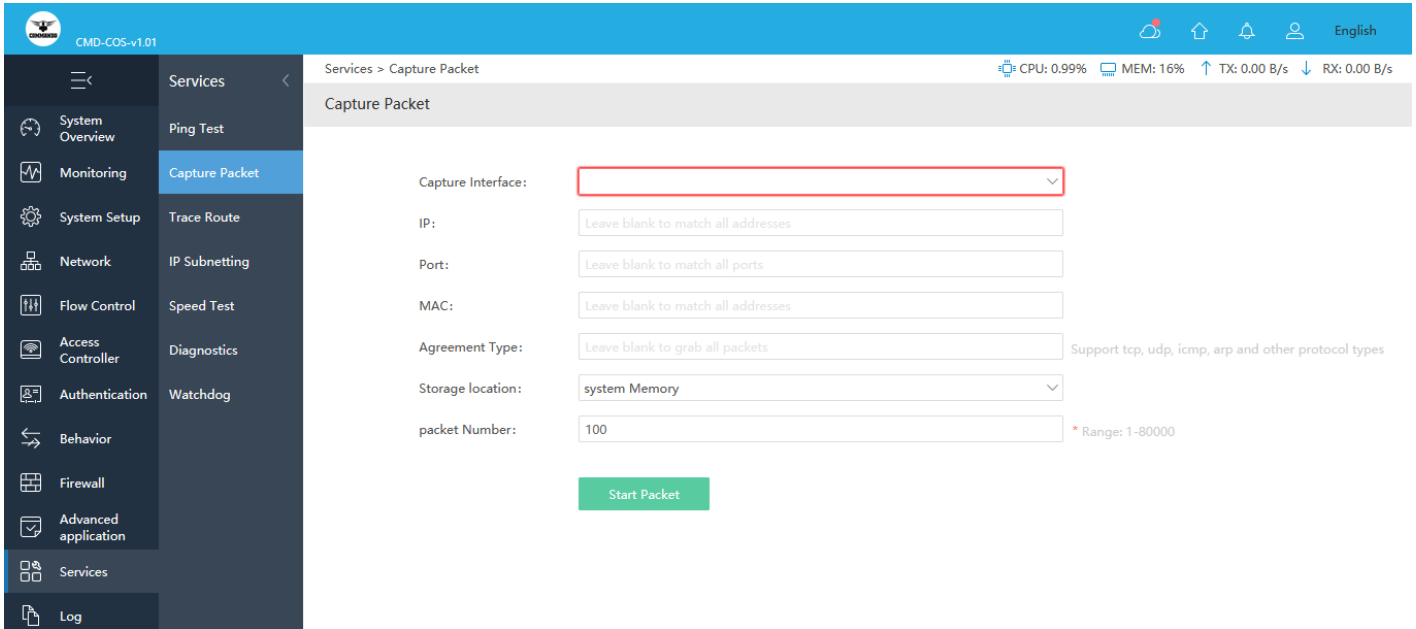 COMMANDO
CMD-COS-v1.01
English
Services
Services > Capture Packet
CPU: 0.99% MEM: 16% TX: 0.00 B/s RX: 0.00 B/s
Capture Packet
System
Overview
Monitoring
System Setup
Network
Flow Control
Access
Controller
Authentication
Behavior
Firewall
Advanced
application
Services
Log
Ping Test
Capture Packet
Trace Route
IP Subnetting
Speed Test
Diagnostics
Watchdog
Capture Interface:
IP: Leave blank to match all addresses
Port: Leave blank to match all ports
MAC: Leave blank to match all addresses
Agreement Type: Leave blank to grab all packets Support tcp, udp, icmp, arp and other protocol types
Storage location: system Memory
packet Number: 100 * Range: 1-80000
Start Packet